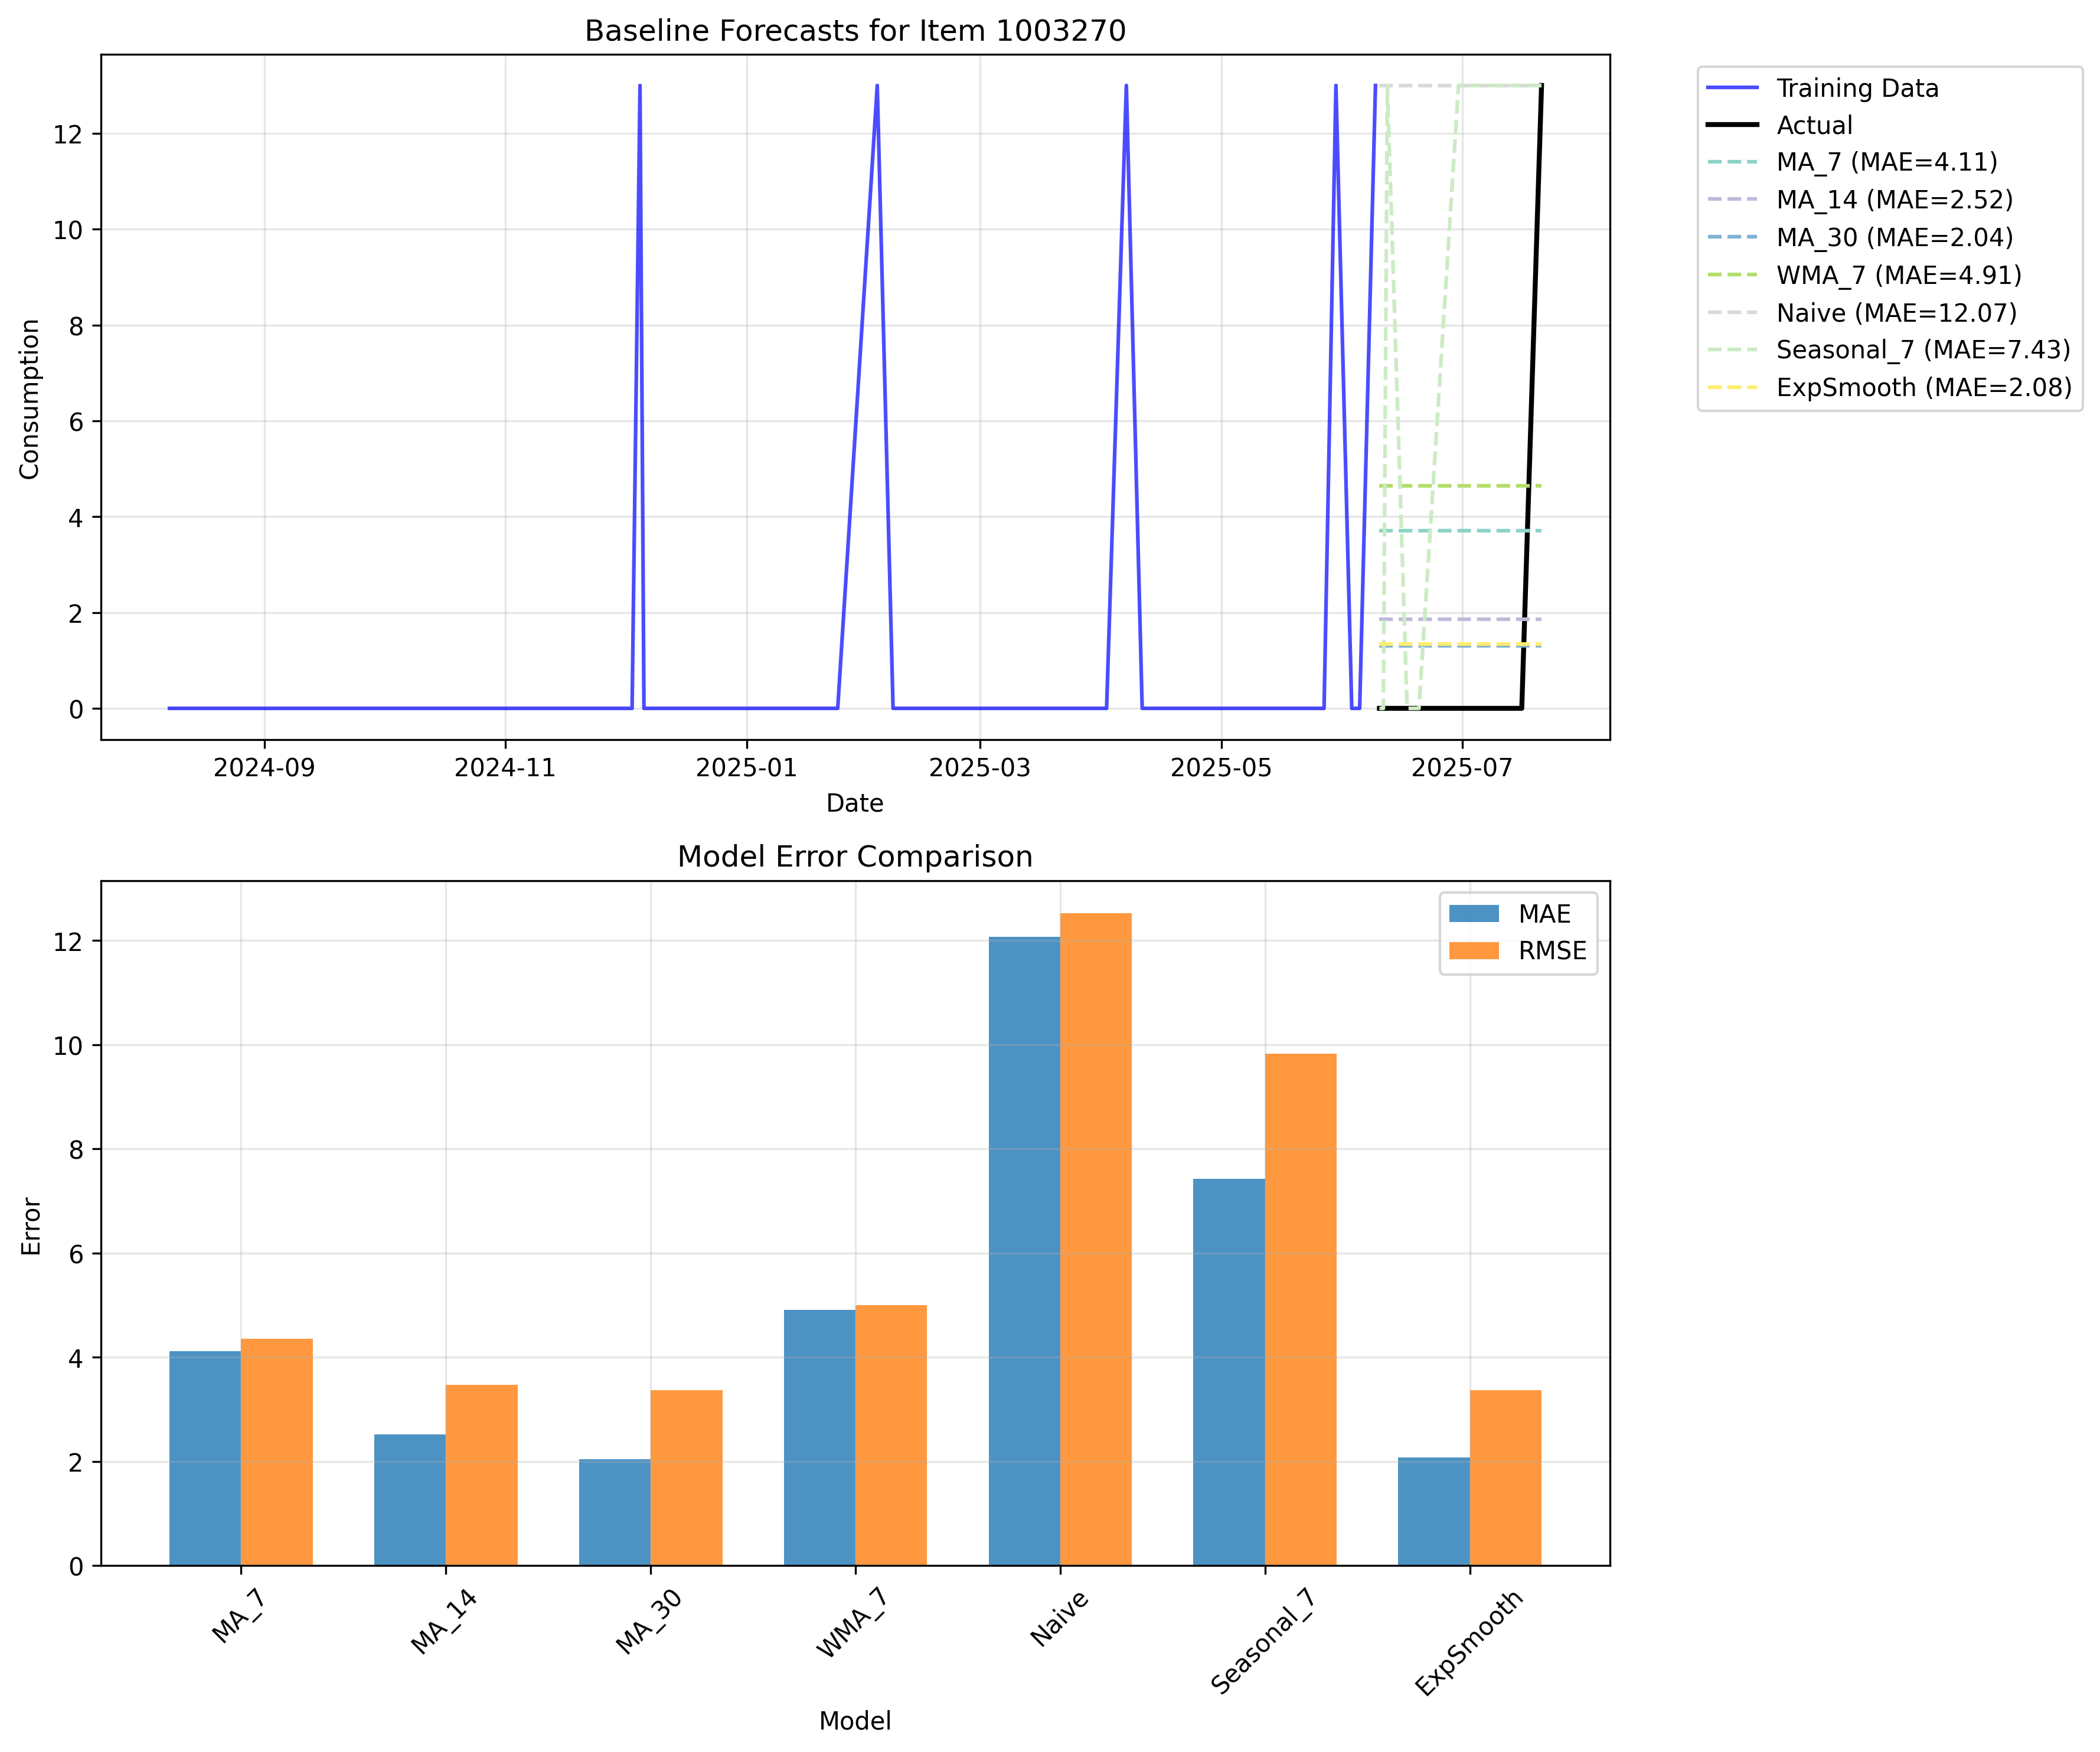 Baseline Forecasts for Item 1003270
Consumption
12
10
8
6
4
2
0
2024-09
2024-11
2025-01
2025-03
2025-05
2025-07
Date
Training Data
Actual
MA_7 (MAE=4.11)
MA_14 (MAE=2.52)
MA_30 (MAE=2.04)
WMA_7 (MAE=4.91)
Naive (MAE=12.07)
Seasonal_7 (MAE=7.43)
ExpSmooth (MAE=2.08)
Model Error Comparison
Error
12
10
8
6
4
2
0
MAE
RMSE
MA_7
MA_14
MA_30
WMA_7
Naive
Seasonal_7
ExpSmooth
Model